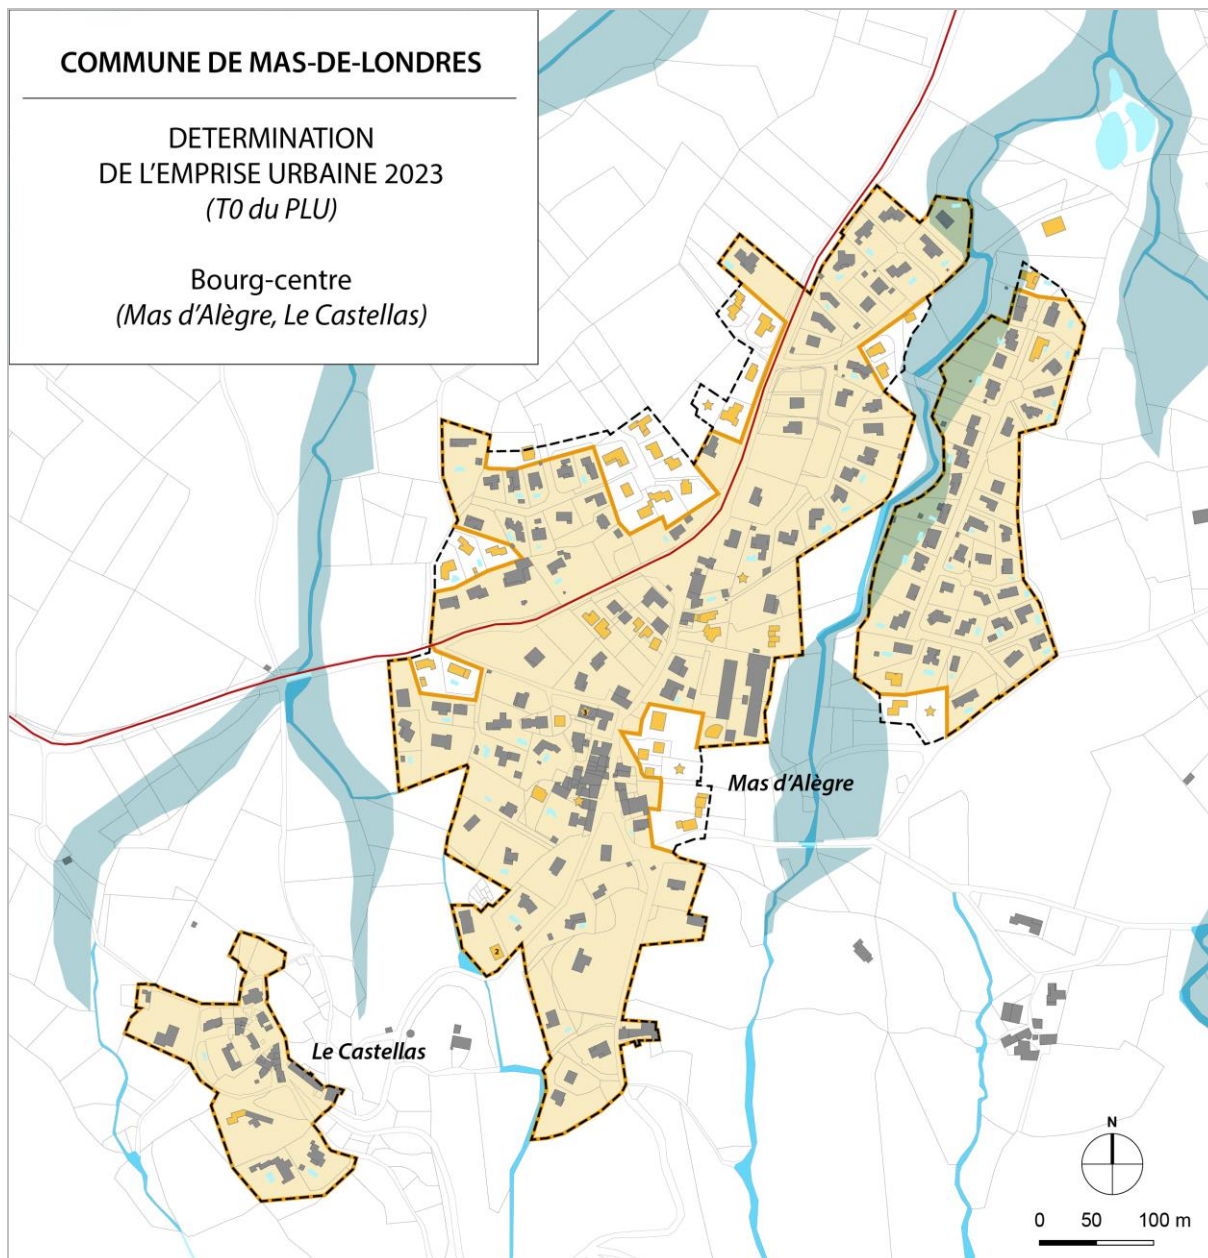 COMMUNE DE MAS-DE-LONDRES
DETERMINATION
DE L'EMPRISE URBAINE 2023
(T0 du PLU)
Bourg-centre
(Mas d'Alègre, Le Castellas)
Mas d'Alègre
2
Le Castellas
N
0 50 100 m